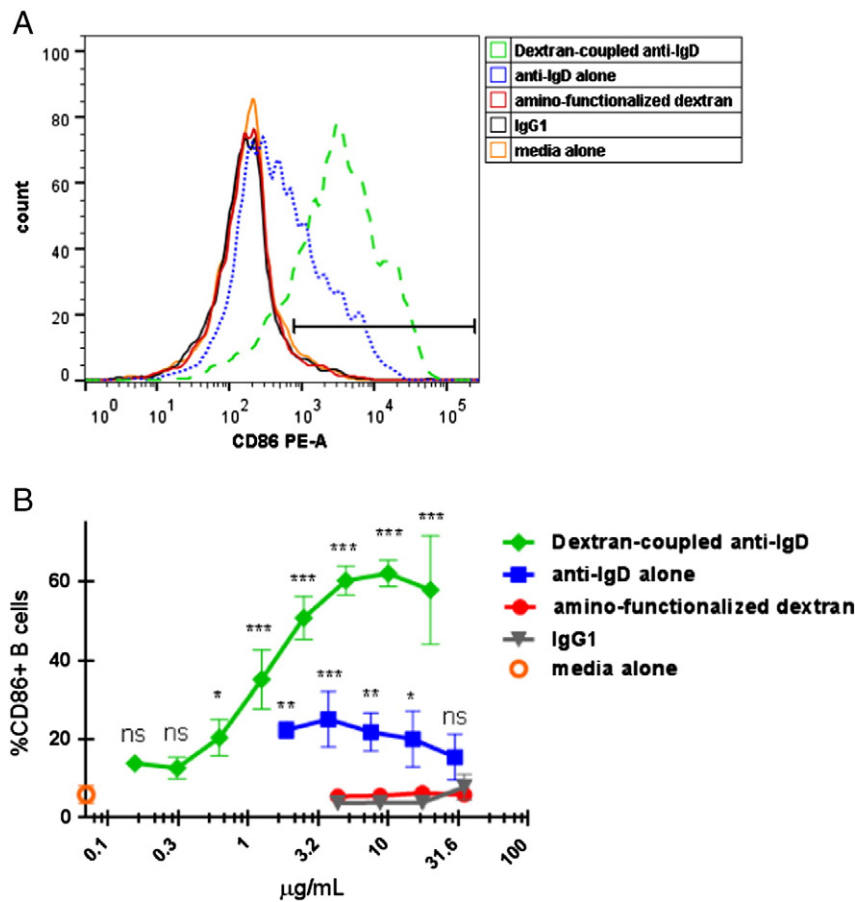 A
100
80
60
40
20
0
count
10^0 10^1 10^2 10^3 10^4 10^5
CD86 PE-A
Dextran-coupled anti-IgD
anti-IgD alone
amino-functionalized dextran
IgG1
media alone
B
60
40
20
0
%CD86+ B cells
ns ns * *** *** *** *** ***
** *** ** * ns
0.1 0.3 1 3.2 10 31.6 100
µg/mL
Dextran-coupled anti-IgD
anti-IgD alone
amino-functionalized dextran
IgG1
media alone